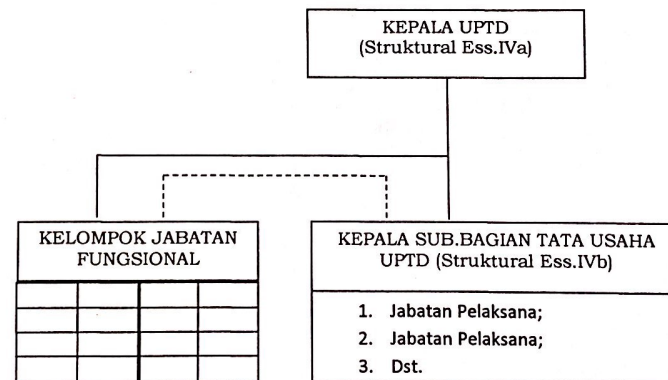 KEPALA UPTD
(Struktural Ess.IVa)
KELOMPOK JABATAN
FUNGSIONAL
KEPALA SUB.BAGIAN TATA USAHA
UPTD (Struktural Ess.IVb)
1. Jabatan Pelaksana;
2. Jabatan Pelaksana;
3. Dst.